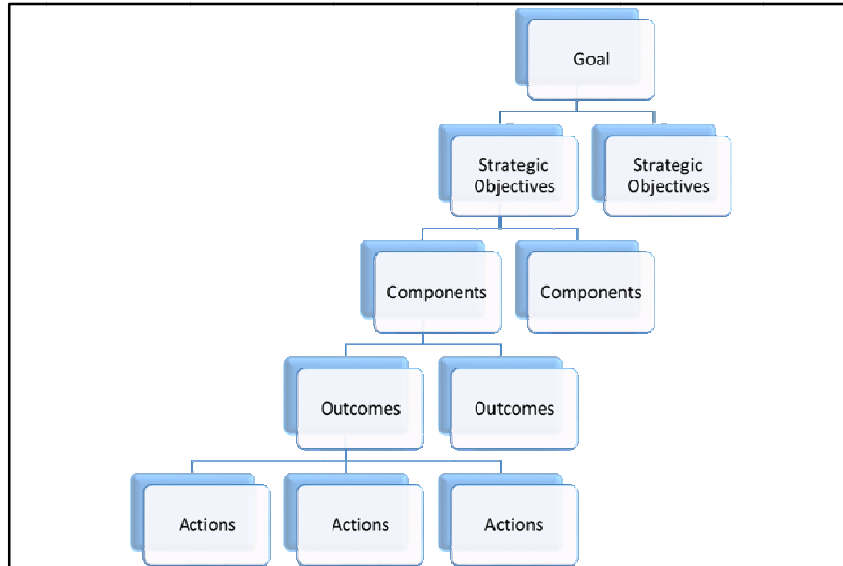 Goal
Strategic
Objectives
Strategic
Objectives
Components
Components
Outcomes
Outcomes
Actions
Actions
Actions